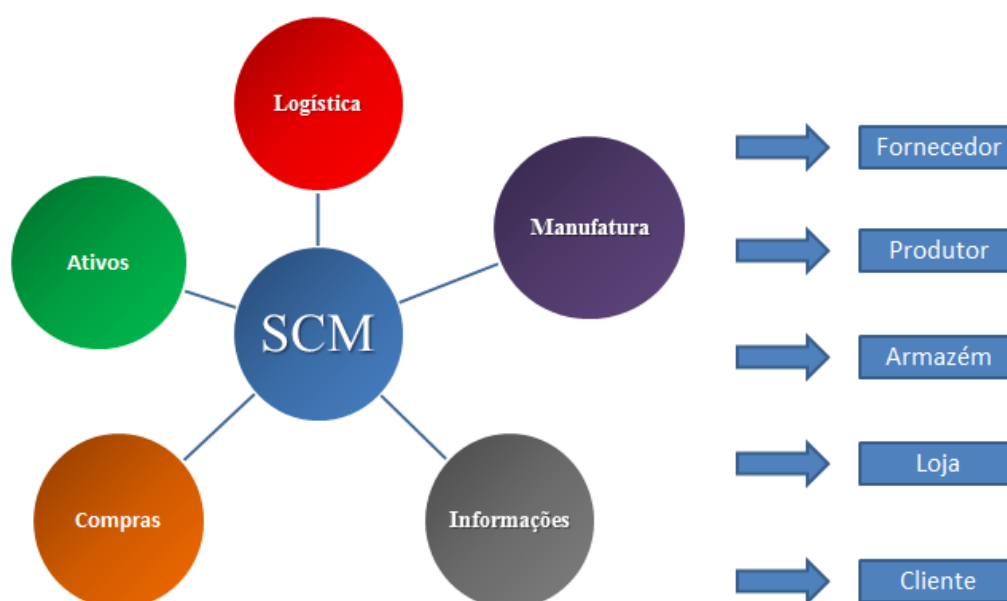 Logística
Manufatura
Ativos
SCM
Compras
Informações
Fornecedor
Produtor
Armazém
Loja
Cliente